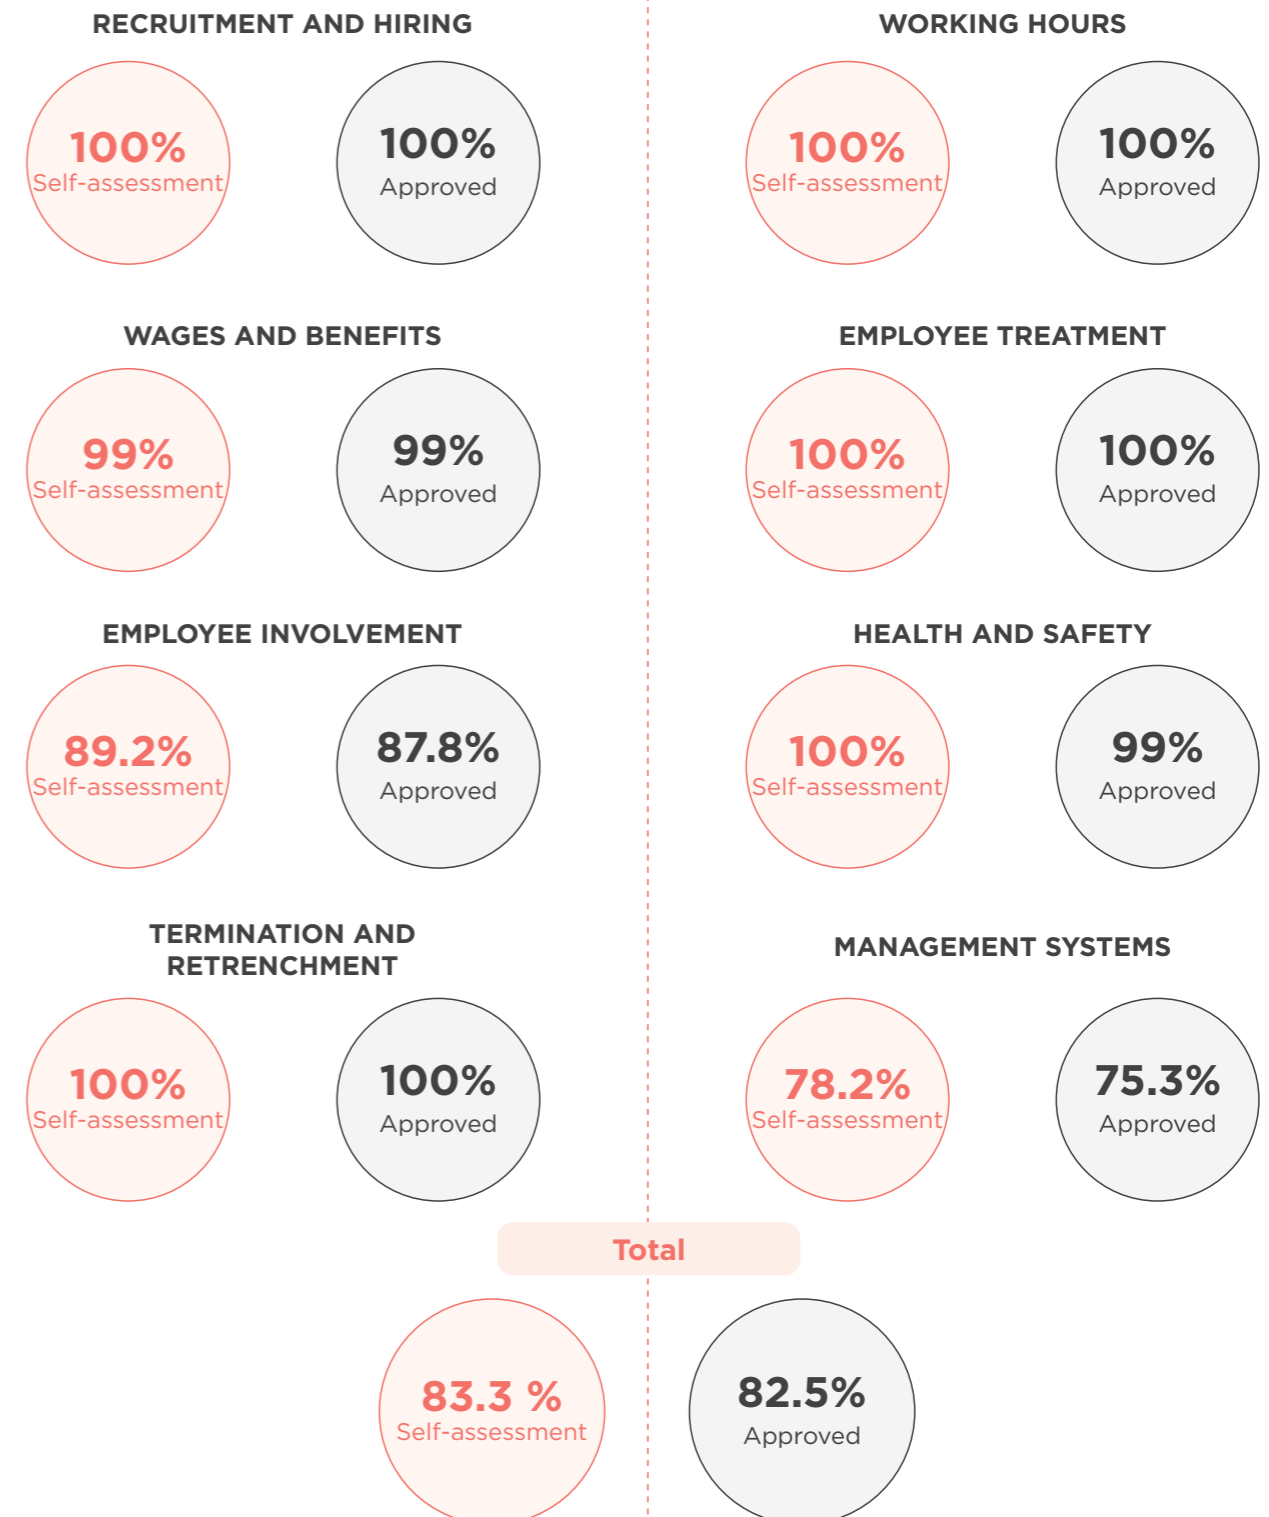 RECRUITMENT AND HIRING
100%
Self-assessment
100%
Approved
WORKING HOURS
100%
Self-assessment
100%
Approved
WAGES AND BENEFITS
99%
Self-assessment
99%
Approved
EMPLOYEE TREATMENT
100%
Self-assessment
100%
Approved
EMPLOYEE INVOLVEMENT
89.2%
Self-assessment
87.8%
Approved
HEALTH AND SAFETY
100%
Self-assessment
99%
Approved
TERMINATION AND
RETRENCHMENT
100%
Self-assessment
100%
Approved
MANAGEMENT SYSTEMS
78.2%
Self-assessment
75.3%
Approved
Total
83.3 %
Self-assessment
82.5%
Approved